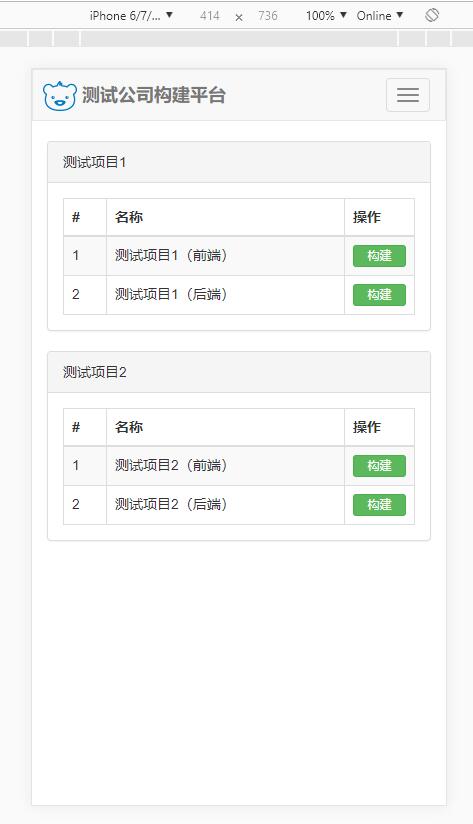 iPhone 6/7/... ▼ 414 × 736 100% ▼ Online ▼
测试公司构建平台
测试项目1
# 名称 操作
1 测试项目1（前端） 构建
2 测试项目1（后端） 构建
测试项目2
# 名称 操作
1 测试项目2（前端） 构建
2 测试项目2（后端） 构建